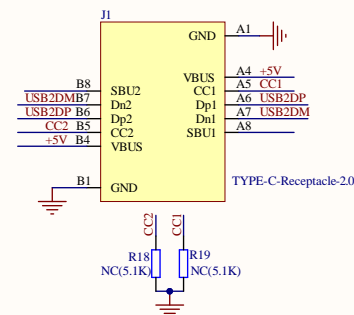 J1
GND A1
VBUS A4 +5V
CC1 A5 CC1
B8 SBU2 Dp1 A6 USB2DP
USB2DM B7 Dn2 Dn1 A7 USB2DM
USB2DP B6 Dp2 SBU1 A8
CC2 B5 CC2
+5V B4 VBUS
B1 GND
TYPE-C-Receptacle-2.0
CC2 CC1
R18 R19
NC(5.1K) NC(5.1K)